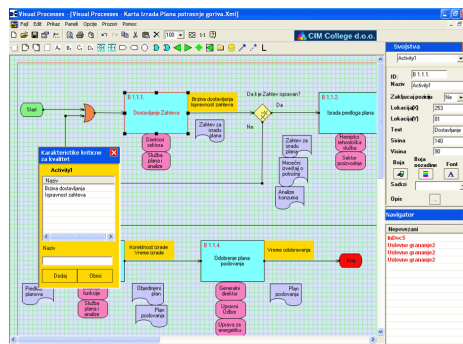 Visual Processes - [Visual Processes - Karta Izrada Plana potrosnje goriva.Xml]
Fajl Edit Prikaz Paneli Opcije Prozor Pomoc
100
1:1
CIM College d.o.o.
Svojstva
Activity1
ID: B 1.1.1.
Naziv Activity1
Zakljucaj poziciju Ne
Lokacija(X) 253
Lokacija(Y) 81
Text Dostavljanje
Sirina 140
Visina 90
Boja
Boja pozadine
Font
Sadrzi
Opis
Navigator
Nepovezani
InDoc5
Uslovno grananje2
Uslovno grananje2
Uslovno grananje2
Start
B 1.1.1.
Dostavljanje Zahteva
Brzina dostavljanja
Ispravnost zahteva
Da li je Zahtev ispravan?
Da
Ne
B 1.1.2.
Izrada predloga plana
Direktori sektora
Služba plana i analize
Zahtev za izradu plana
Zahtev za izradu plana
Mesečni izveštaji o potrošnji
Analize konzuma
Hemijsko tehnološka služba
Sektor proizvodnje
Karakteristike kriticne za kvalitet
Activity1
Naziv
Brzina dostavljanja
Ispravnost zahteva
Naziv
Dodaj
Obrisi
Korektnost izrade
Vreme izrade
B 1.1.4.
Odobrenje plana poslovanja
Vreme odobravanja
Kraj
funkcije
Služba plana i analize
Objedinjeni plan
Plan poslovanja
Generalni direktor
Upravni Odbor
Uprava za energetiku
Plan poslovanja